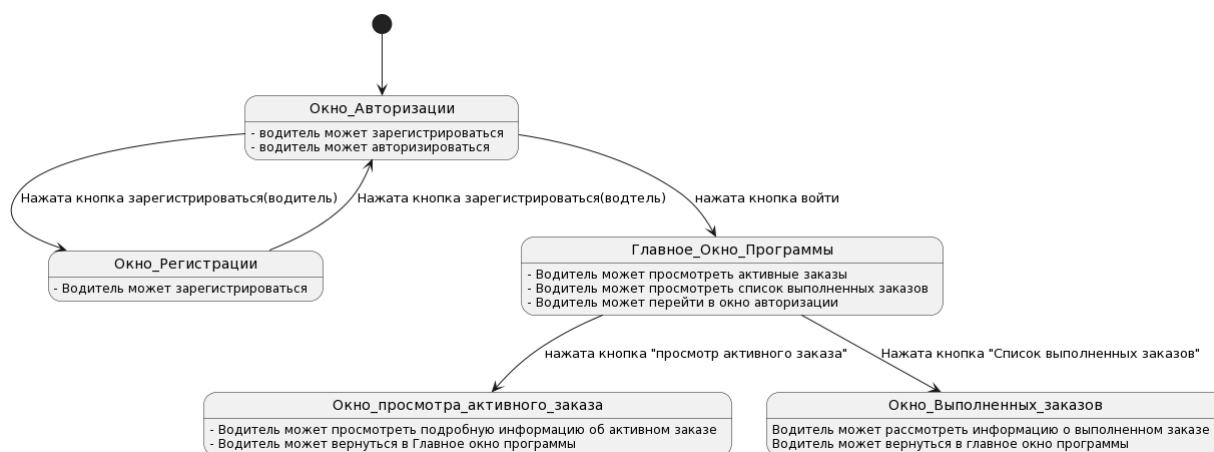 Окно_Авторизации
- водитель может зарегистрироваться
- водитель может авторизироваться
Нажата кнопка зарегистрироваться(водитель)
Нажата кнопка зарегистрироваться(водтель)
нажата кнопка войти
Окно_Регистрации
- Водитель может зарегистрироваться
Главное_Окно_Программы
- Водитель может просмотреть активные заказы
- Водитель может просмотреть список выполненных заказов
- Водитель может перейти в окно авторизации
нажата кнопка "просмотр активного заказа"
Нажата кнопка "Список выполненных заказов"
Окно_просмотра_активного_заказа
- Водитель может просмотреть подробную информацию об активном заказе
- Водитель может вернуться в Главное окно программы
Окно_Выполненных_заказов
Водитель может рассмотреть информацию о выполненном заказе
Водитель может вернуться в главное окно программы